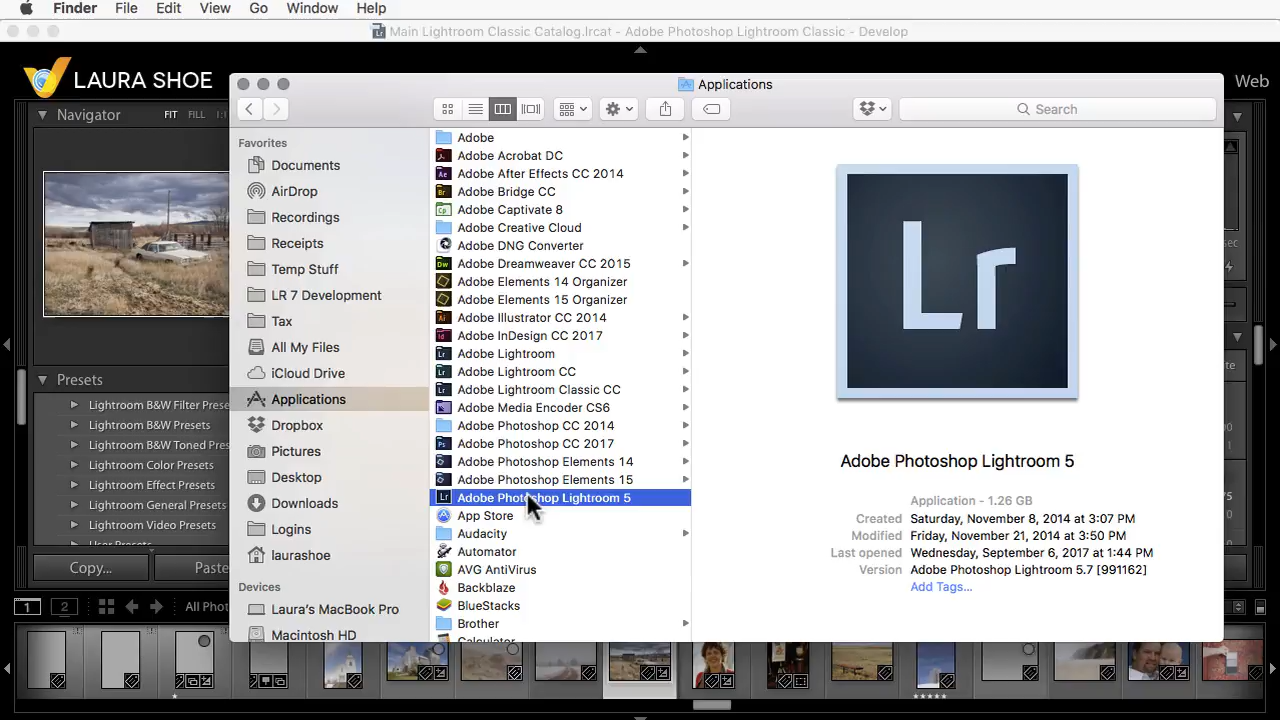 Finder File Edit View Go Window Help
Main Lightroom Classic Catalog.lrcat - Adobe Photoshop Lightroom Classic - Develop
LAURA SHOE
Web
Applications
Search
Navigator FIT FILL
Favorites
Documents
AirDrop
Recordings
Receipts
Temp Stuff
LR 7 Development
Tax
All My Files
iCloud Drive
Applications
Dropbox
Pictures
Desktop
Downloads
Logins
laurashoe
Devices
Laura's MacBook Pro
Macintosh HD
Adobe
Adobe Acrobat DC
Adobe After Effects CC 2014
Adobe Bridge CC
Adobe Captivate 8
Adobe Creative Cloud
Adobe DNG Converter
Adobe Dreamweaver CC 2015
Adobe Elements 14 Organizer
Adobe Elements 15 Organizer
Adobe Illustrator CC 2014
Adobe InDesign CC 2017
Adobe Lightroom
Adobe Lightroom CC
Adobe Lightroom Classic CC
Adobe Media Encoder CS6
Adobe Photoshop CC 2014
Adobe Photoshop CC 2017
Adobe Photoshop Elements 14
Adobe Photoshop Elements 15
Adobe Photoshop Lightroom 5
App Store
Audacity
Automator
AVG AntiVirus
Backblaze
BlueStacks
Brother
Calculator
Lr
Adobe Photoshop Lightroom 5
Application - 1.26 GB
Created Saturday, November 8, 2014 at 3:07 PM
Modified Friday, November 21, 2014 at 3:50 PM
Last opened Wednesday, September 6, 2017 at 1:44 PM
Version Adobe Photoshop Lightroom 5.7 [991162]
Add Tags...
Presets
Lightroom B&W Filter Prese
Lightroom B&W Presets
Lightroom B&W Toned Pre
Lightroom Color Presets
Lightroom Effect Presets
Lightroom General Presets
Lightroom Video Presets
User Presets
Copy... Paste
1 2 All Phot